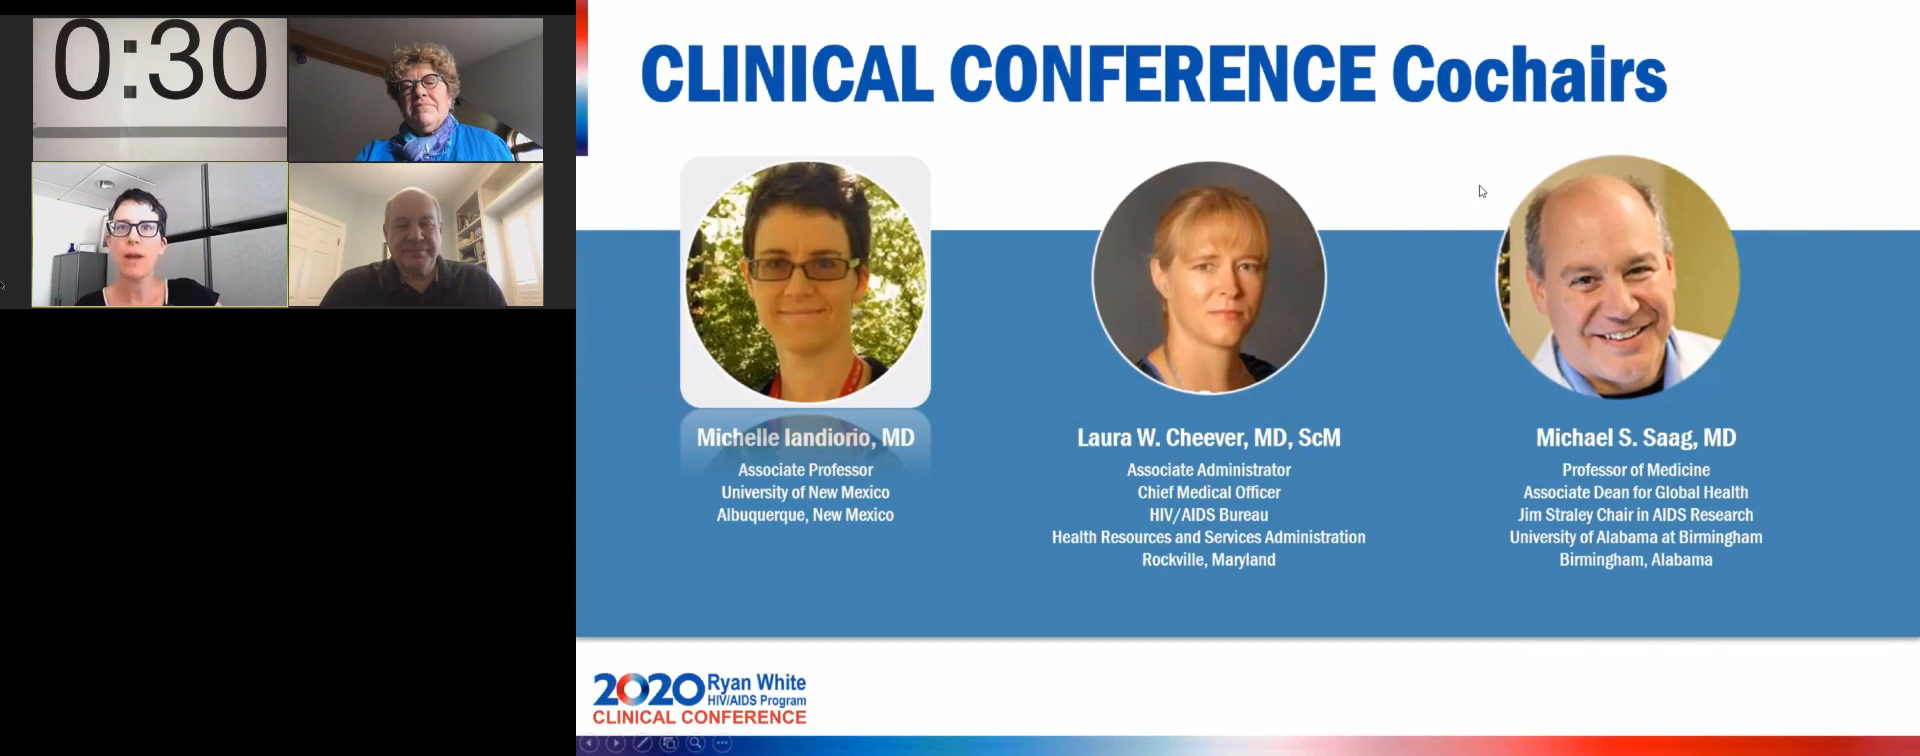 0:30
CLINICAL CONFERENCE Cochairs
Michelle Iandiorio, MD
Associate Professor
University of New Mexico
Albuquerque, New Mexico
Laura W. Cheever, MD, ScM
Associate Administrator
Chief Medical Officer
HIV/AIDS Bureau
Health Resources and Services Administration
Rockville, Maryland
Michael S. Saag, MD
Professor of Medicine
Associate Dean for Global Health
Jim Straley Chair in AIDS Research
University of Alabama at Birmingham
Birmingham, Alabama
2020 Ryan White
HIV/AIDS Program
CLINICAL CONFERENCE